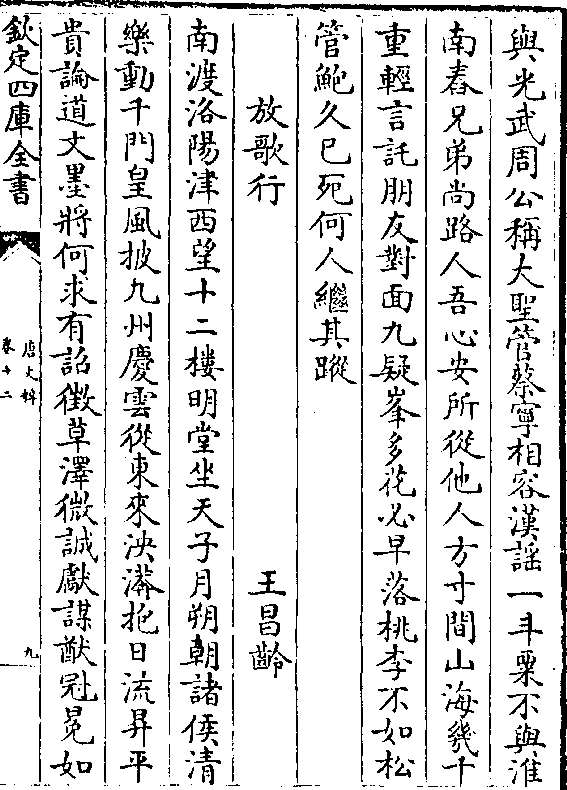 與光武周公稱大聖管蔡寧相容漢謡一斗粟不與淮
南舂兄弟尚路人吾心安所從他人方寸間山海幾千
重輕言託朋友對面九疑峯多花必早落桃李不如松
管鮑久已死何人繼其蹤
放歌行 王昌齡
南渡洛陽津西望十二樓明堂坐天子月朔朝諸侯清
樂動千門皇風披九州慶雲從東來泱漭抱日流昇平
貴論道文墨將何求有詔徵草澤微誠獻謀猷冠冕如
欽定四庫全書
唐文粹
卷十二
九